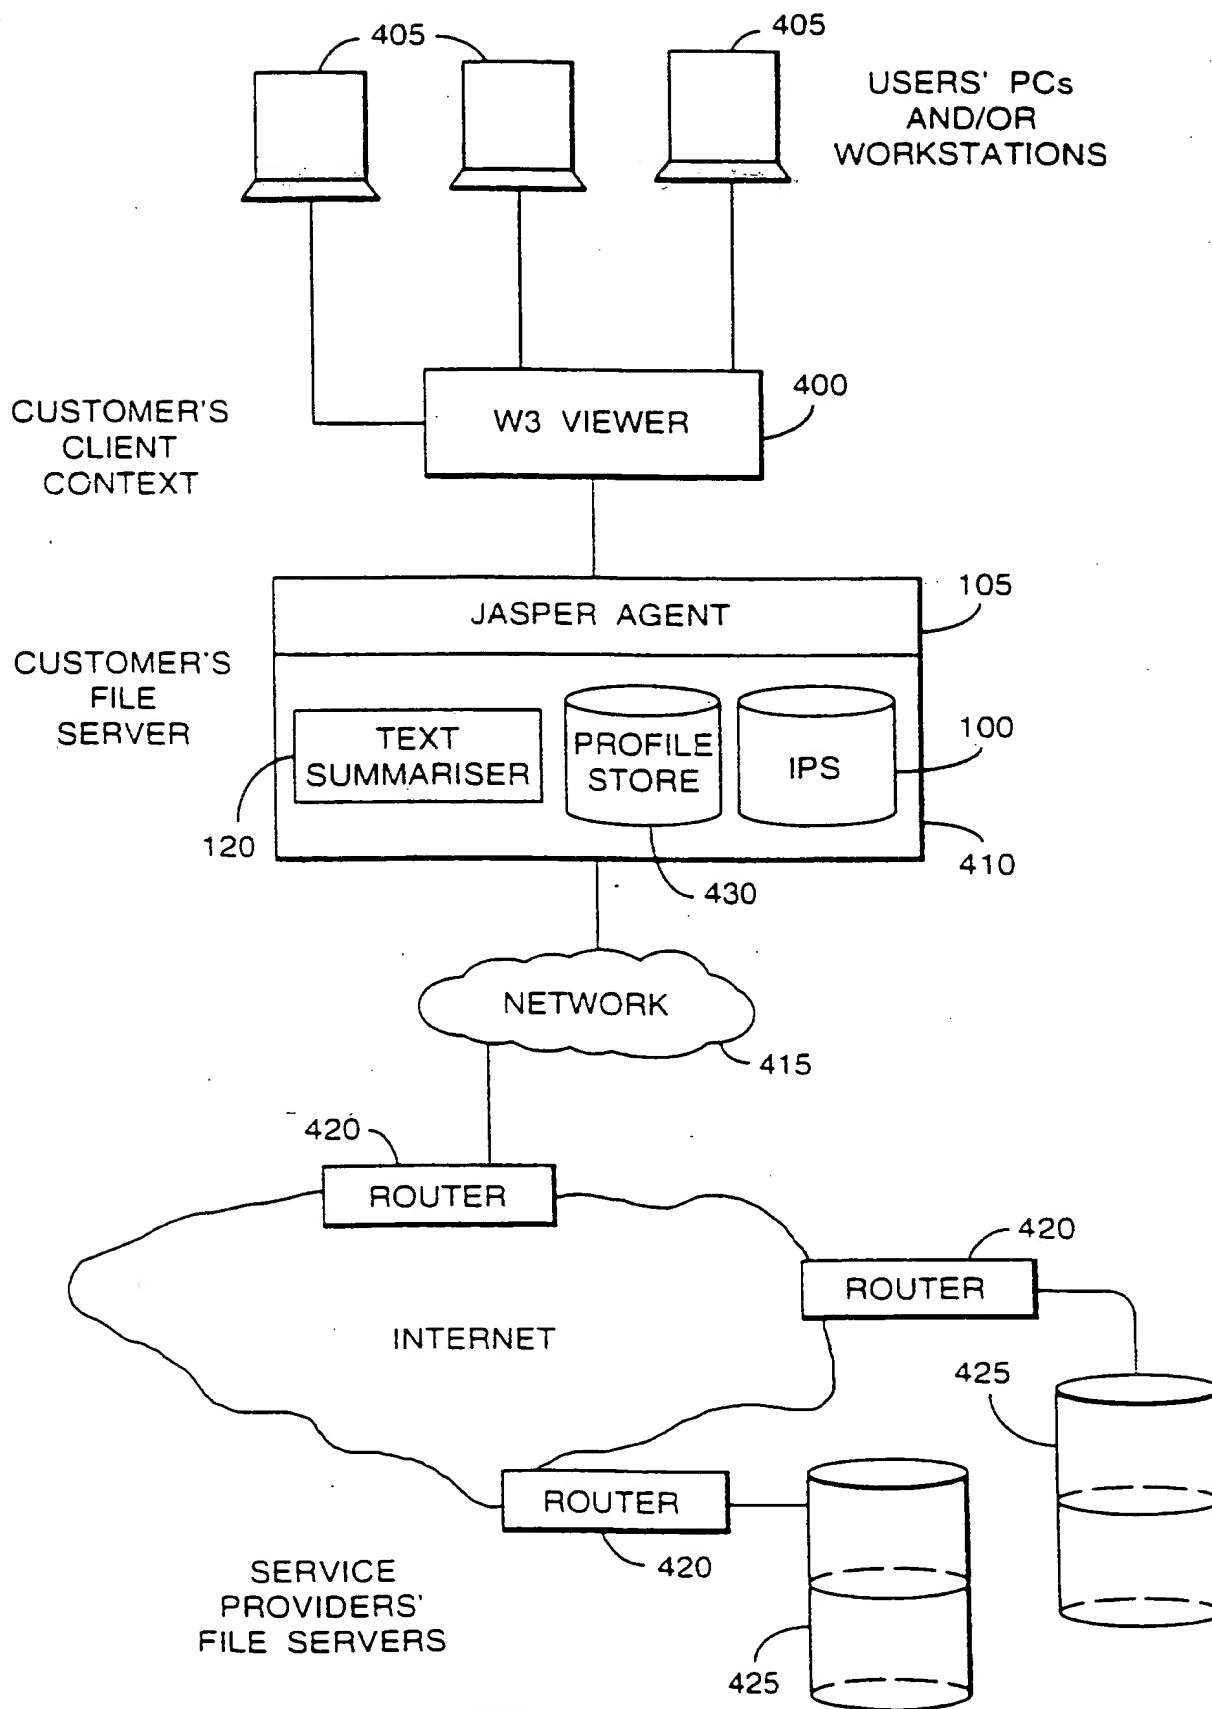 405
405
USERS' PCs
AND/OR
WORKSTATIONS
CUSTOMER'S
CLIENT
CONTEXT
W3 VIEWER
400
JASPER AGENT
105
CUSTOMER'S
FILE
SERVER
TEXT
SUMMARISER
PROFILE
STORE
IPS
100
120
430
410
NETWORK
415
420
ROUTER
420
ROUTER
INTERNET
425
ROUTER
420
SERVICE
PROVIDERS'
FILE SERVERS
425